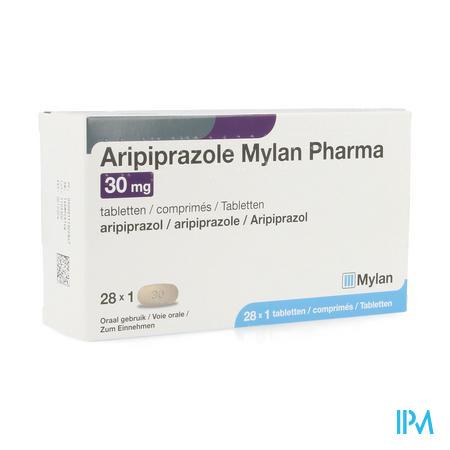 Aripiprazole Mylan Pharma
30 mg
tabletten / comprimés / Tabletten
aripiprazol / aripiprazole / Aripiprazol
28 x 1
30
Oraal gebruik / Voie orale /
Zum Einnehmen
Mylan
28 x 1 tabletten / comprimés / Tabletten
IPM